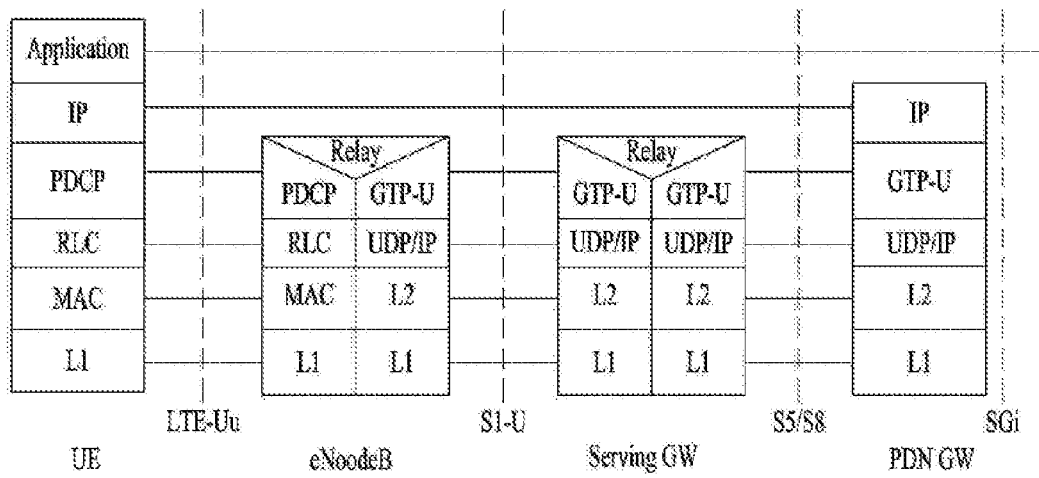 Application
IP IP
Relay Relay
PDCP PDCP GTP-U GTP-U GTP-U GTP-U
RLC RLC UDP/IP UDP/IP UDP/IP UDP/IP
MAC MAC L2 L2 L2 L2
L1 L1 L1 L1 L1 L1
LTE-Uu S1-U S5/S8 SGi
UE eNoodeB Serving GW PDN GW